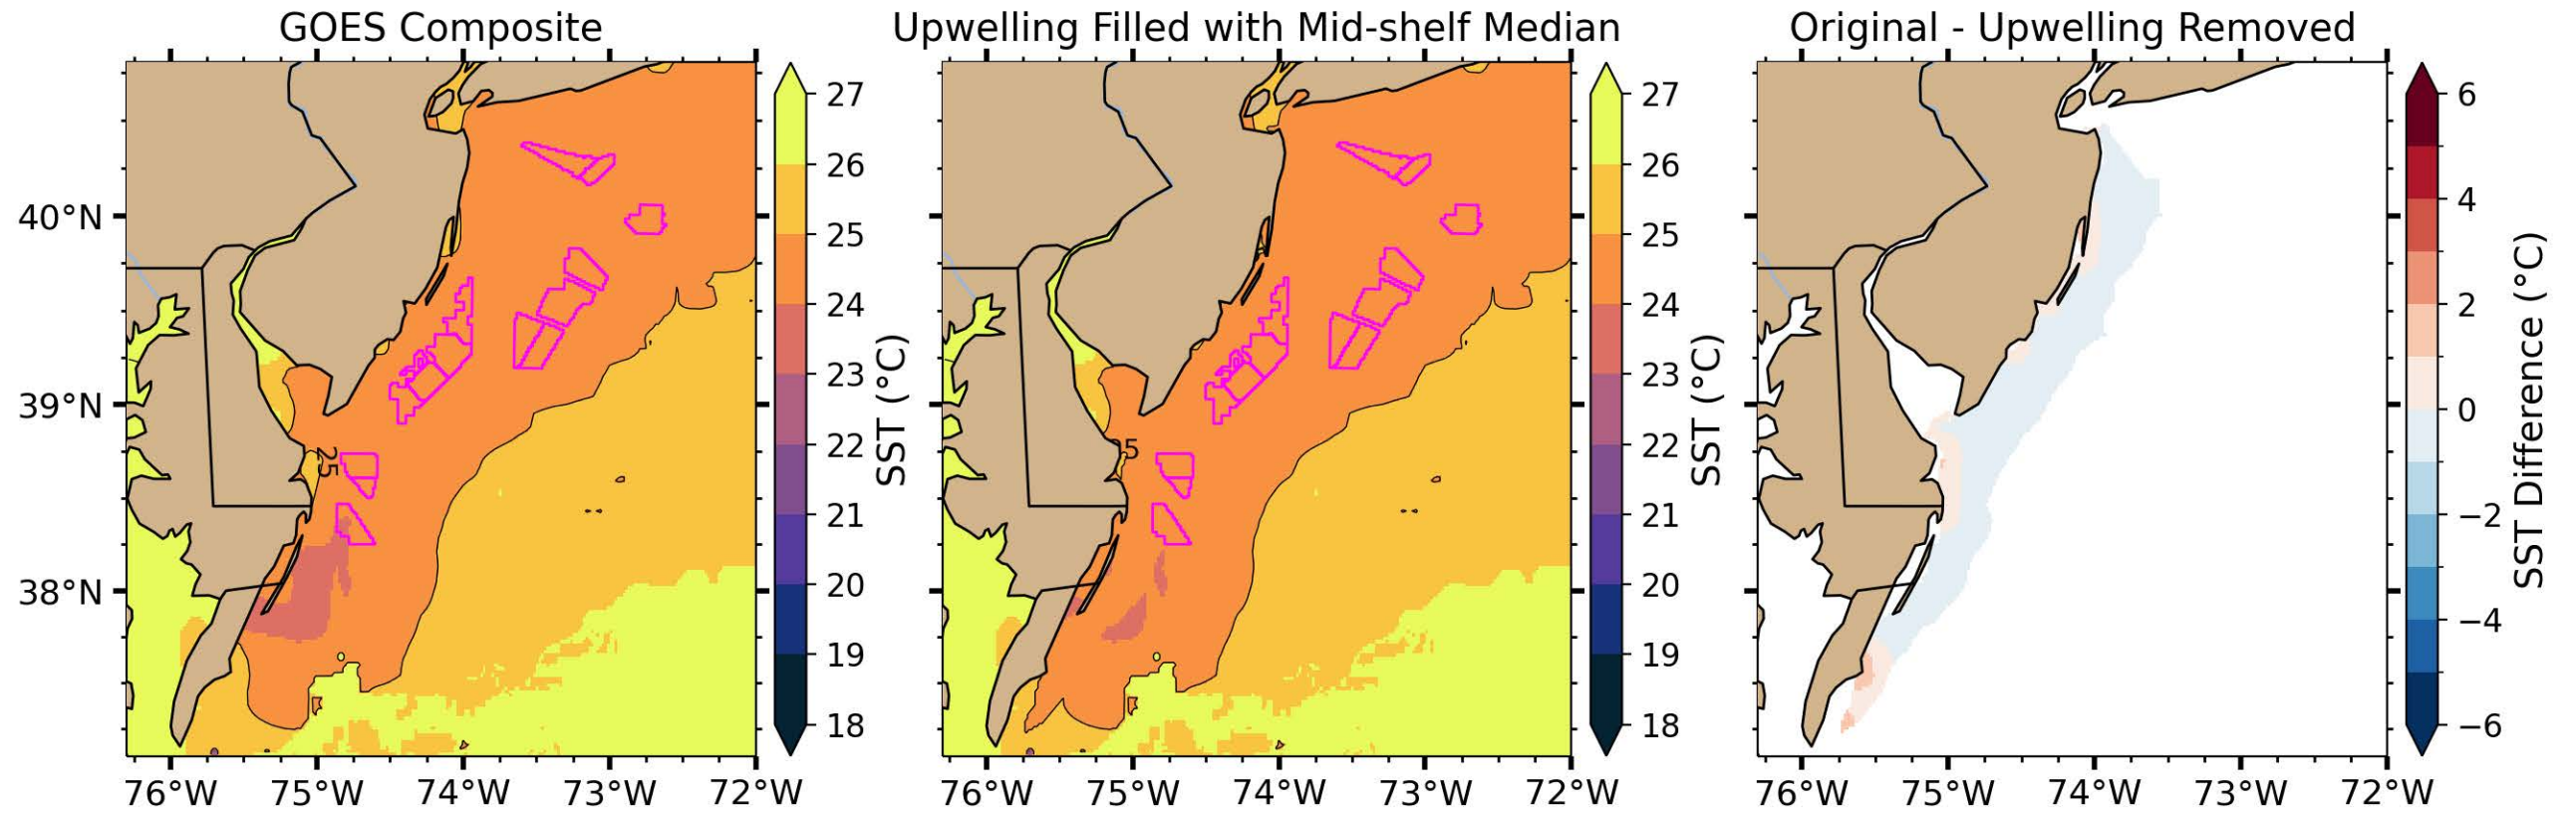 GOES Composite
Upwelling Filled with Mid-shelf Median
Original - Upwelling Removed
40°N
39°N
38°N
25
76°W 75°W 74°W 73°W 72°W
27
26
25
24
23
22
21
20
19
18
SST (°C)
5
76°W 75°W 74°W 73°W 72°W
27
26
25
24
23
22
21
20
19
18
SST (°C)
76°W 75°W 74°W 73°W 72°W
6
4
2
0
−2
−4
−6
SST Difference (°C)